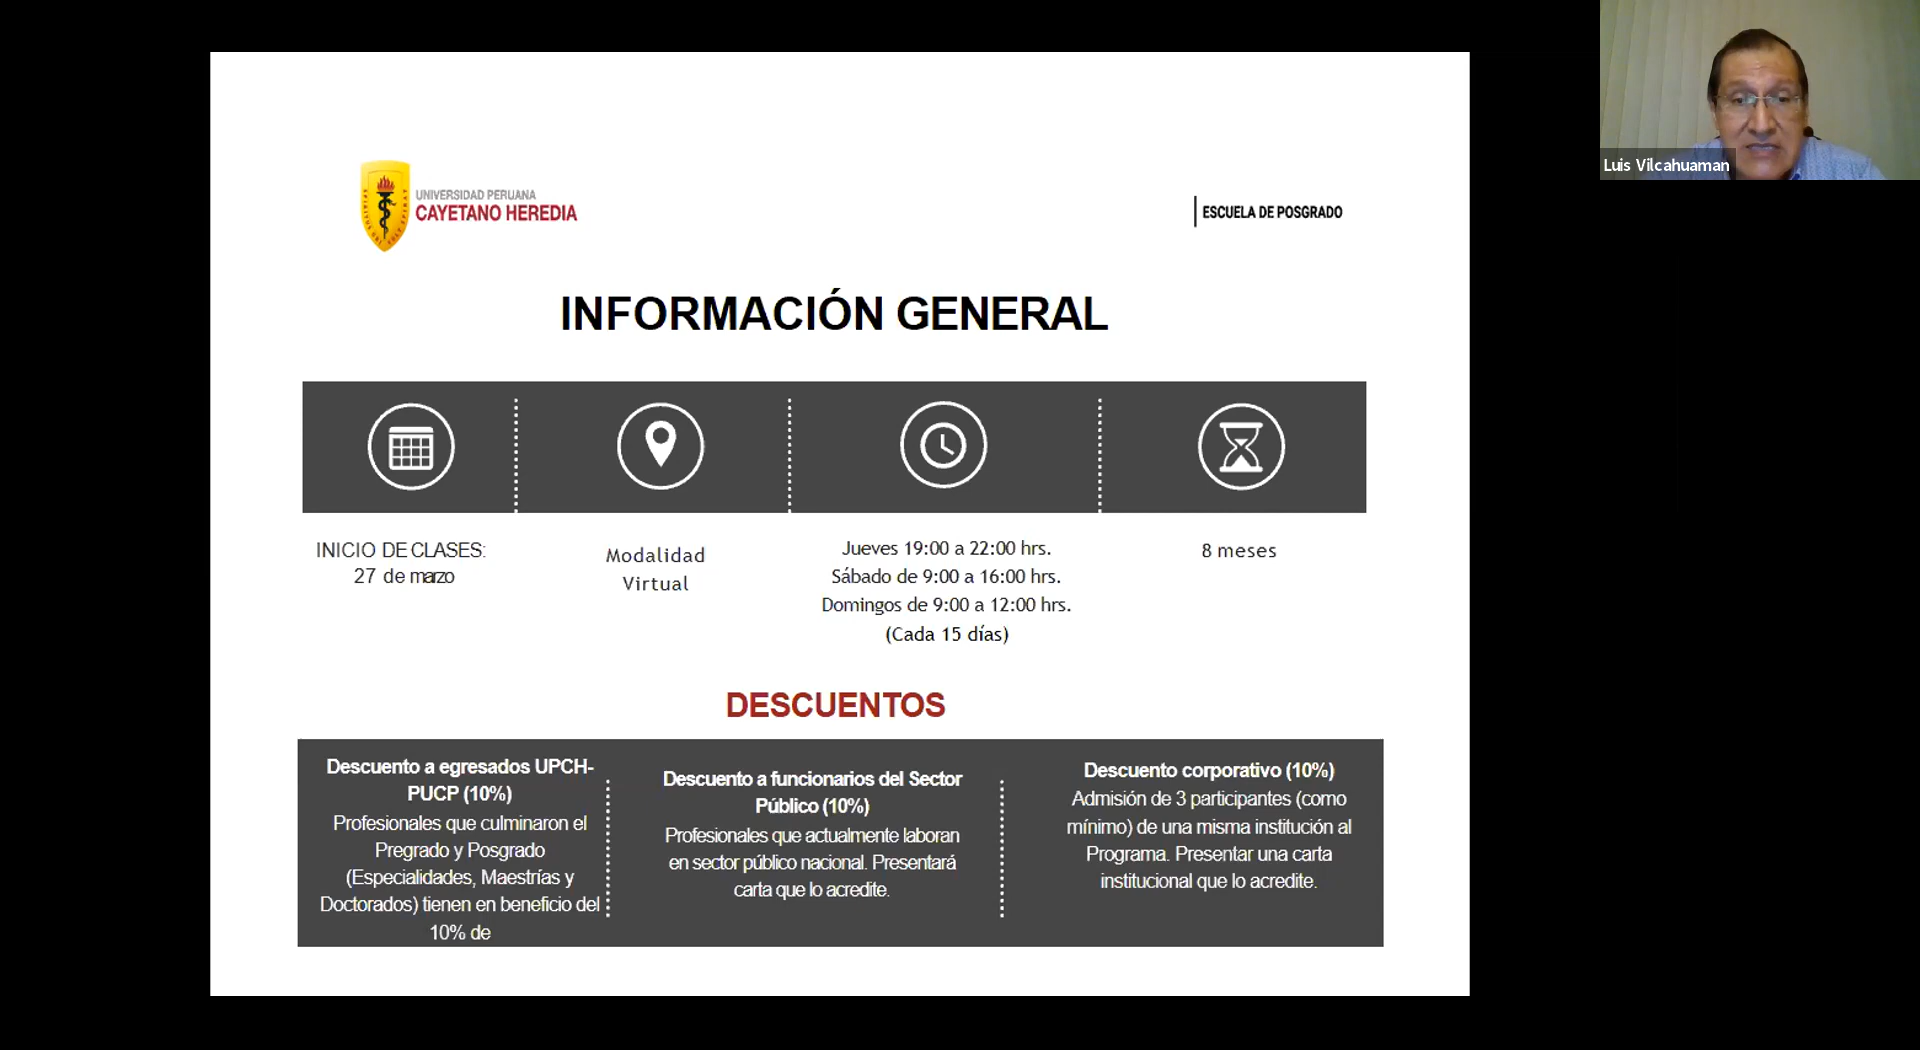 UNIVERSIDAD PERUANA
CAYETANO HEREDIA
ESCUELA DE POSGRADO
Luis Vilcahuaman
INFORMACIÓN GENERAL
INICIO DE CLASES:
27 de marzo
Modalidad
Virtual
Jueves 19:00 a 22:00 hrs.
Sábado de 9:00 a 16:00 hrs.
Domingos de 9:00 a 12:00 hrs.
(Cada 15 días)
8 meses
DESCUENTOS
Descuento a egresados UPCH-
PUCP (10%)
Profesionales que culminaron el
Pregrado y Posgrado
(Especialidades, Maestrías y
Doctorados) tienen en beneficio del
10% de
Descuento a funcionarios del Sector
Público (10%)
Profesionales que actualmente laboran
en sector público nacional. Presentará
carta que lo acredite.
Descuento corporativo (10%)
Admisión de 3 participantes (como
mínimo) de una misma institución al
Programa. Presentar una carta
institucional que lo acredite.